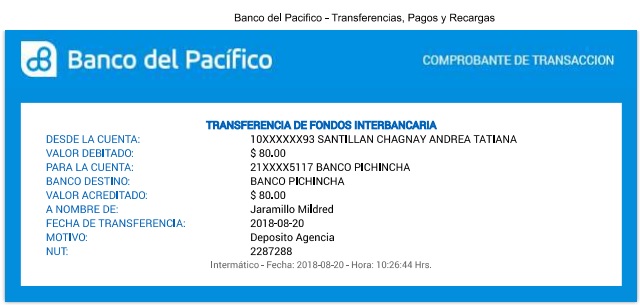 Banco del Pacifico - Transferencias, Pagos y Recargas
Banco del Pacífico
COMPROBANTE DE TRANSACCION
TRANSFERENCIA DE FONDOS INTERBANCARIA
DESDE LA CUENTA: 10XXXXXX93 SANTILLAN CHAGNAY ANDREA TATIANA
VALOR DEBITADO: $ 80.00
PARA LA CUENTA: 21XXXX5117 BANCO PICHINCHA
BANCO DESTINO: BANCO PICHINCHA
VALOR ACREDITADO: $ 80.00
A NOMBRE DE: Jaramillo Mildred
FECHA DE TRANSFERENCIA: 2018-08-20
MOTIVO: Deposito Agencia
NUT: 2287288
Intermático - Fecha: 2018-08-20 - Hora: 10:26:44 Hrs.